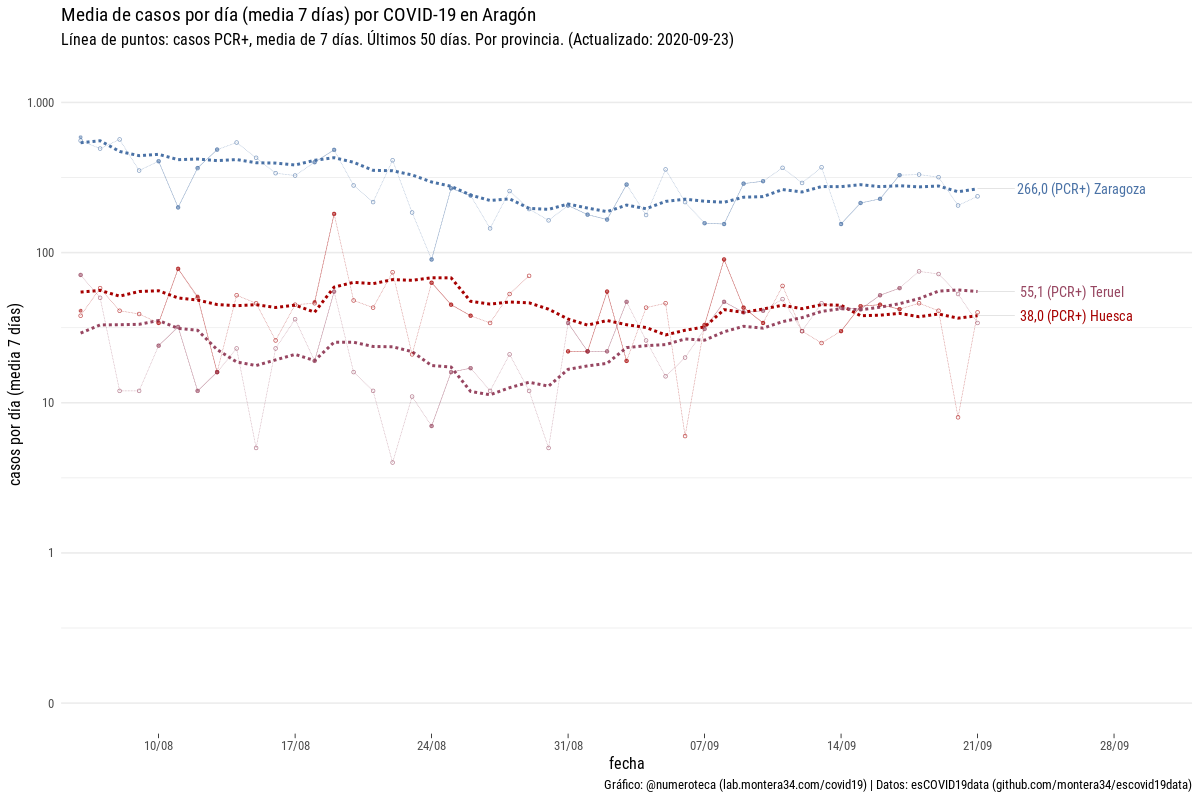 Media de casos por día (media 7 días) por COVID-19 en Aragón
Línea de puntos: casos PCR+, media de 7 días. Últimos 50 días. Por provincia. (Actualizado: 2020-09-23)
casos por día (media 7 días)
1.000
100
10
1
0
266,0 (PCR+) Zaragoza
55,1 (PCR+) Teruel
38,0 (PCR+) Huesca
10/08
17/08
24/08
31/08
07/09
14/09
21/09
28/09
fecha
Gráfico: @numeroteca (lab.montera34.com/covid19) | Datos: esCOVID19data (github.com/montera34/escovid19data)